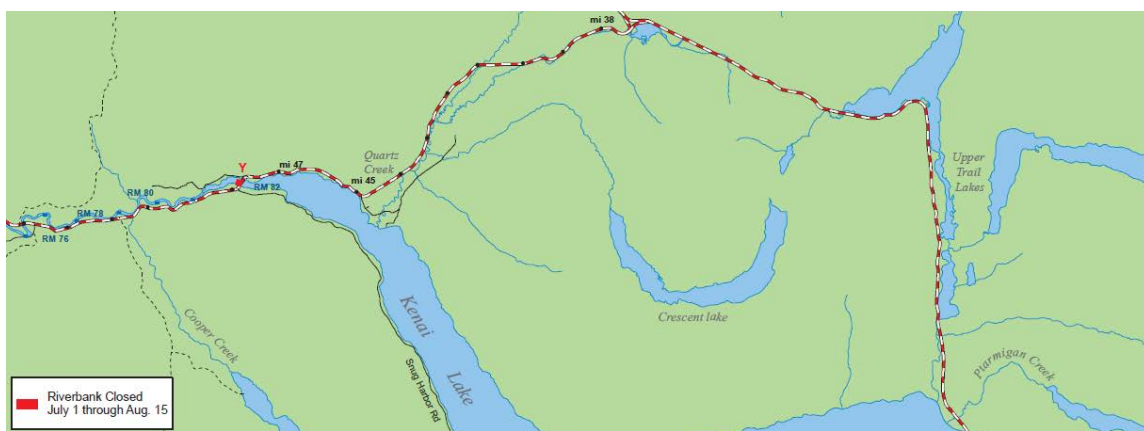 mi 38
Quartz
Creek
Y
mi 47
mi 45
RM 82
RM 80
RM 78
RM 76
Upper
Trail
Lakes
Kenai
Lake
Crescent lake
Cooper Creek
Snug Harbor Rd
ptarmigan Creek
Riverbank Closed
July 1 through Aug. 15